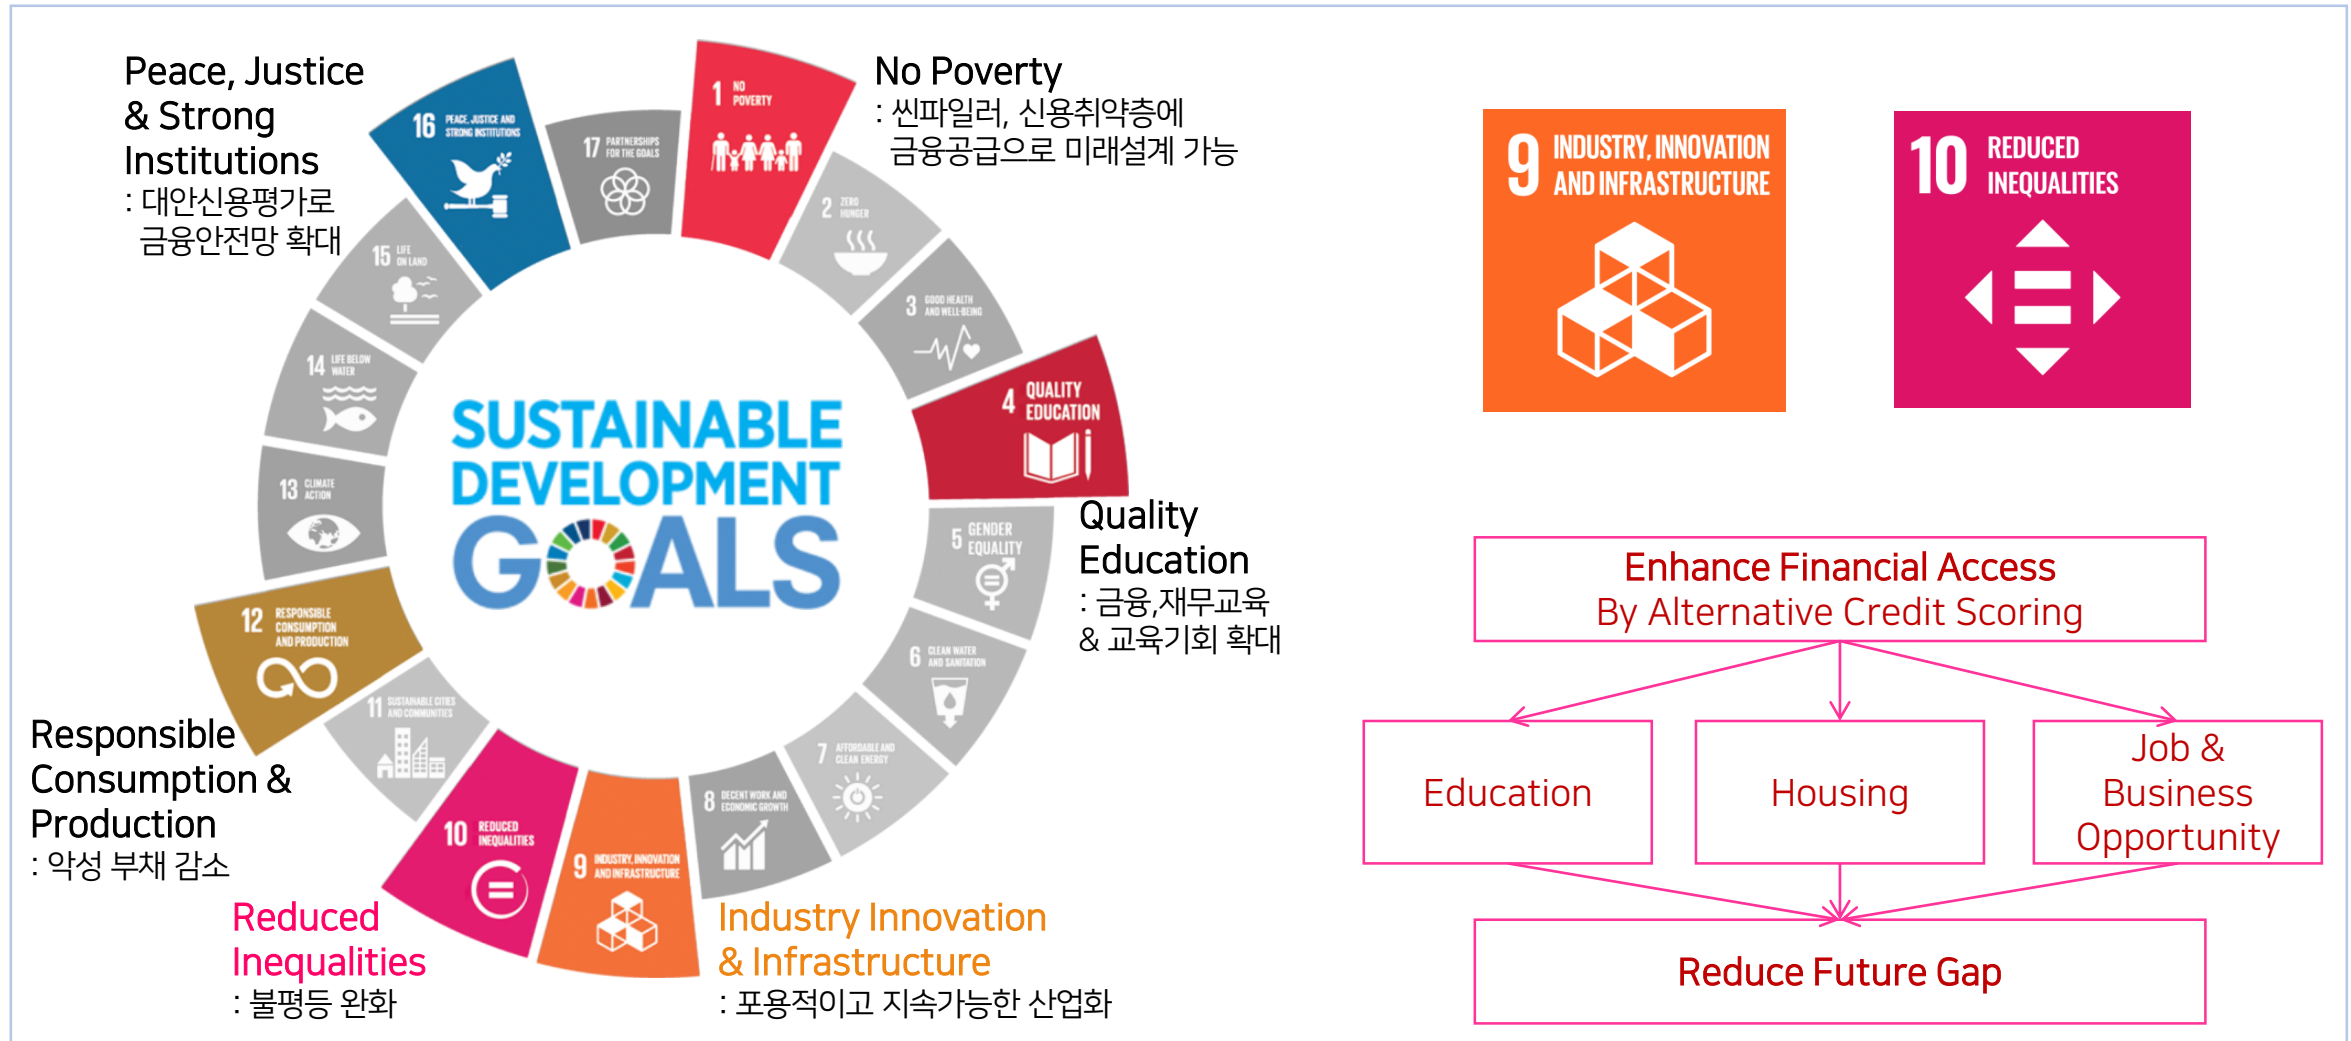 Peace, Justice
& Strong
Institutions
: 대안신용평가로
금융안전망 확대
No Poverty
: 씬파일러, 신용취약층에
금융공급으로 미래설계 가능
1 NO
POVERTY
2 ZERO
HUNGER
3 GOOD HEALTH
AND WELL-BEING
4 QUALITY
EDUCATION
5 GENDER
EQUALITY
6 CLEAN WATER
AND SANITATION
7 AFFORDABLE AND
CLEAN ENERGY
8 DECENT WORK AND
ECONOMIC GROWTH
9 INDUSTRY, INNOVATION
AND INFRASTRUCTURE
10 REDUCED
INEQUALITIES
11 SUSTAINABLE CITIES
AND COMMUNITIES
12 RESPONSIBLE
CONSUMPTION
AND PRODUCTION
13 CLIMATE
ACTION
14 LIFE BELOW
WATER
15 LIFE
ON LAND
16 PEACE, JUSTICE AND
STRONG INSTITUTIONS
17 PARTNERSHIPS
FOR THE GOALS
SUSTAINABLE
DEVELOPMENT
GOALS
Quality
Education
: 금융,재무교육
& 교육기회 확대
Responsible
Consumption &
Production
: 악성 부채 감소
Reduced
Inequalities
: 불평등 완화
Industry Innovation
& Infrastructure
: 포용적이고 지속가능한 산업화
9 INDUSTRY, INNOVATION
AND INFRASTRUCTURE
10 REDUCED
INEQUALITIES
Enhance Financial Access
By Alternative Credit Scoring
Education
Housing
Job &
Business
Opportunity
Reduce Future Gap